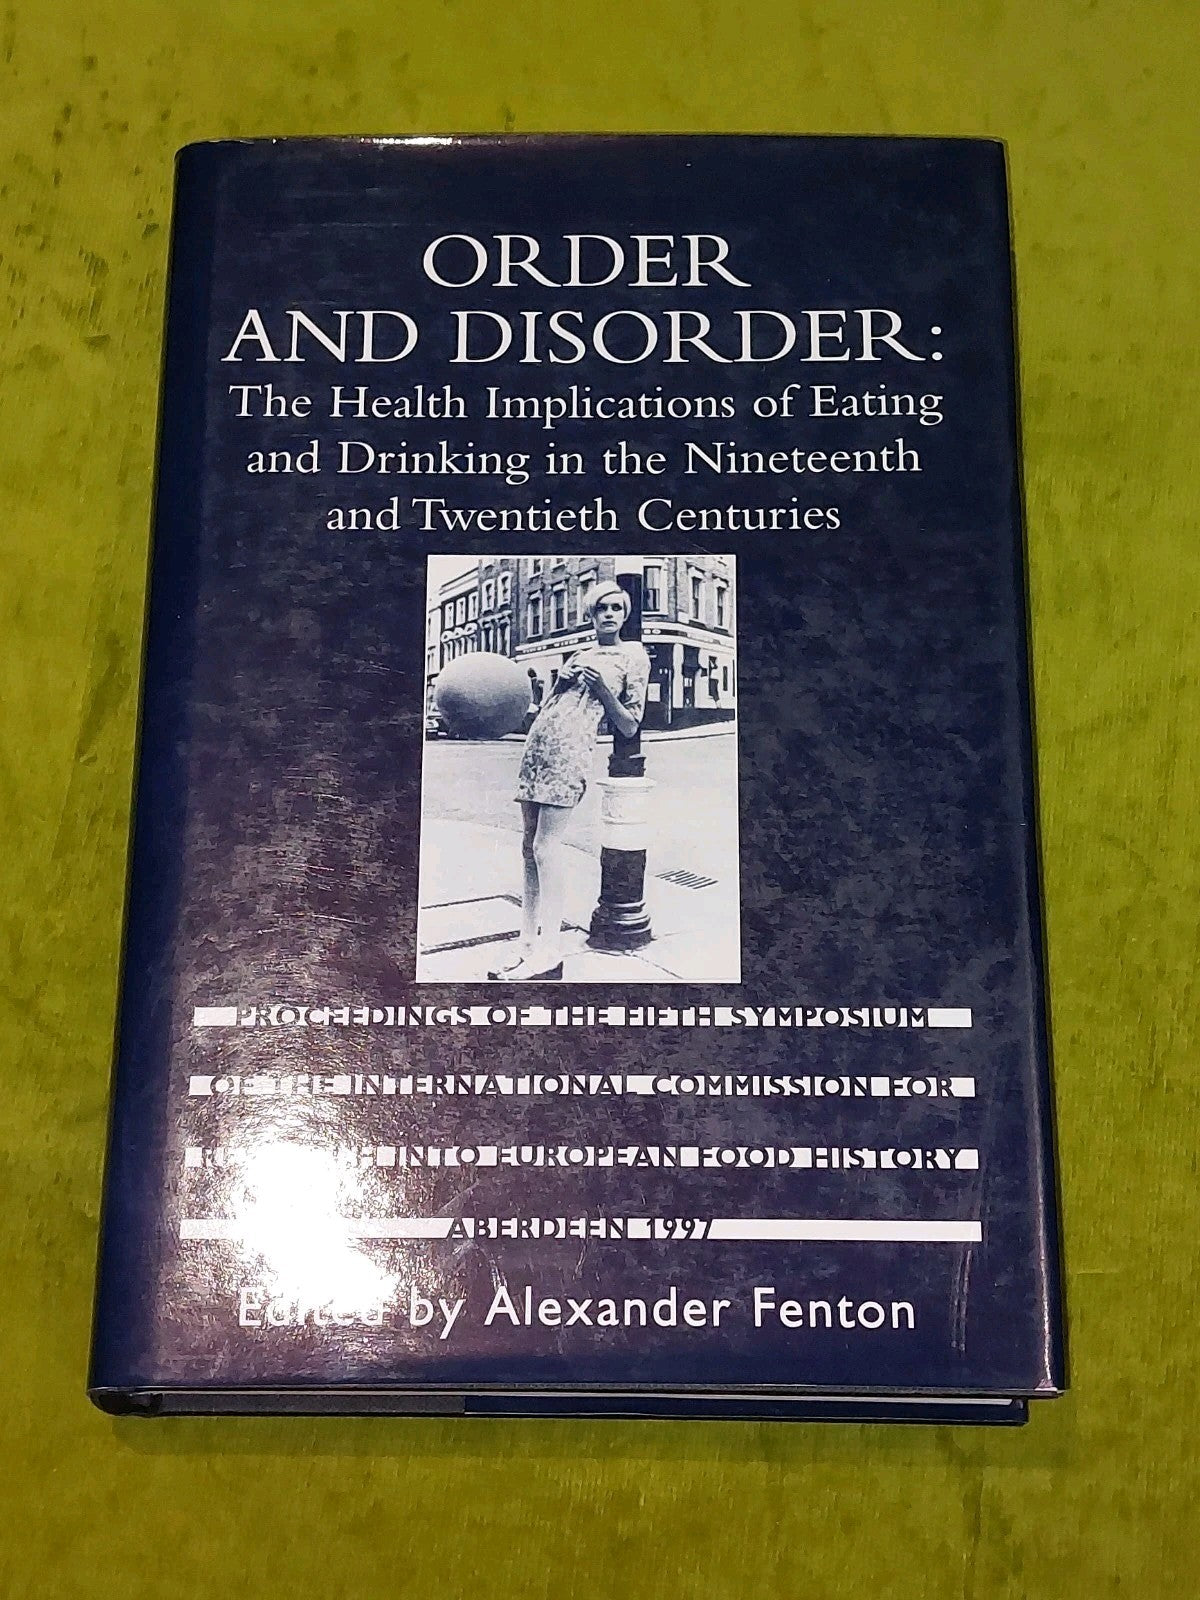 ORDER
AND DISORDER:
The Health Implications of Eating
and Drinking in the Nineteenth
and Twentieth Centuries
PROCEEDINGS OF THE FIFTH SYMPOSIUM
OF THE INTERNATIONAL COMMISSION FOR
INTO EUROPEAN FOOD HISTORY
ABERDEEN 1997
Edited by Alexander Fenton